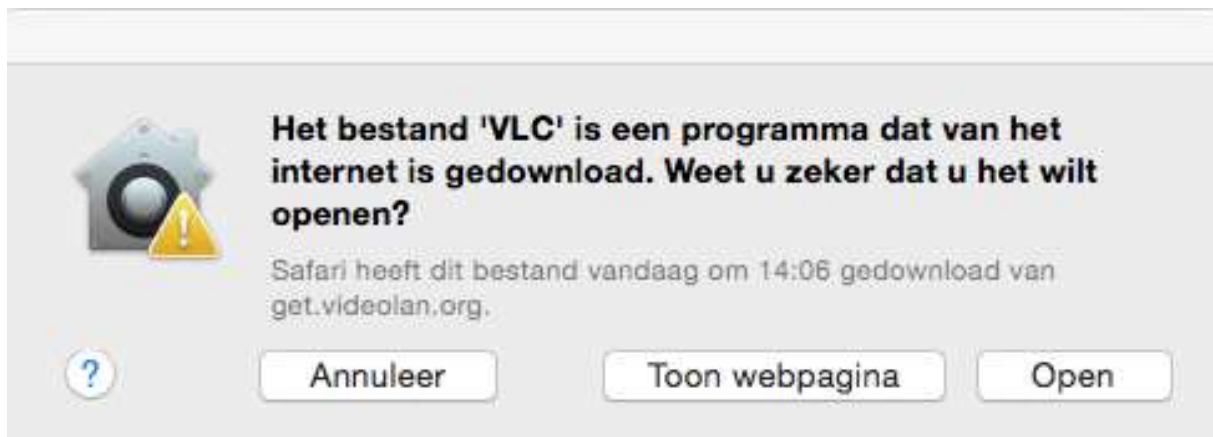 Het bestand 'VLC' is een programma dat van het
internet is gedownload. Weet u zeker dat u het wilt
openen?
Safari heeft dit bestand vandaag om 14:06 gedownload van
get.videolan.org.
? Annuleer Toon webpagina Open